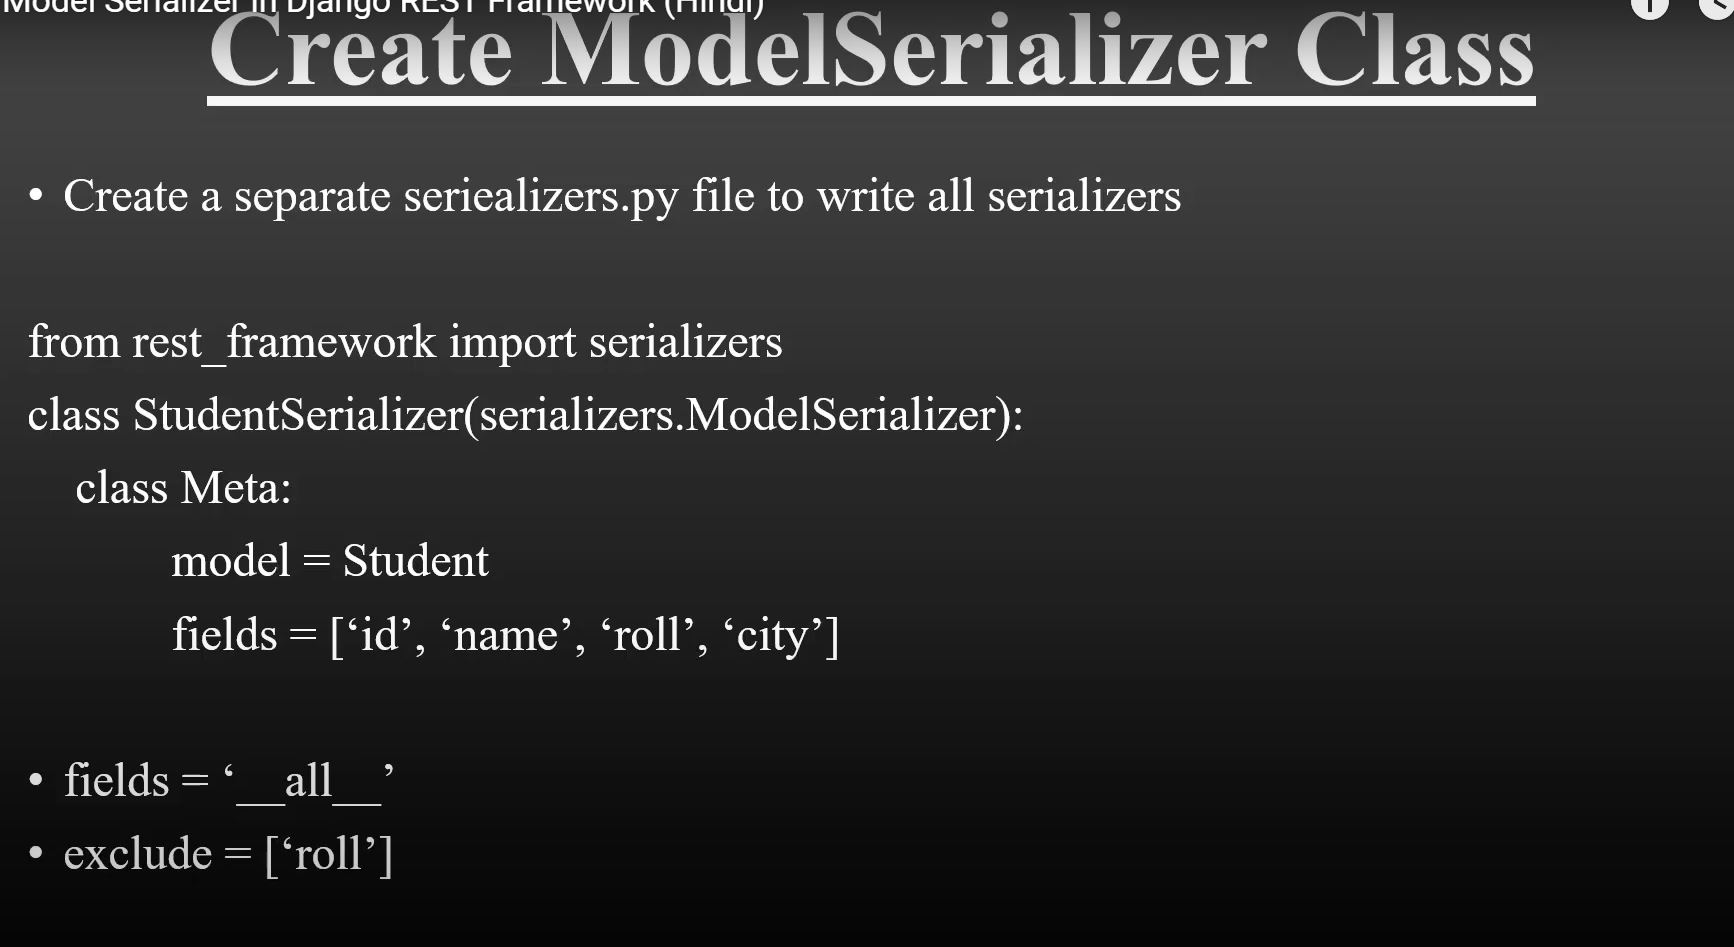 Model Serializer in Django REST Framework (Hindi)
Create ModelSerializer Class
• Create a separate seriealizers.py file to write all serializers
from rest_framework import serializers
class StudentSerializer(serializers.ModelSerializer):
class Meta:
model = Student
fields = [‘id’, ‘name’, ‘roll’, ‘city’]
• fields = ‘__all__’
• exclude = [‘roll’]